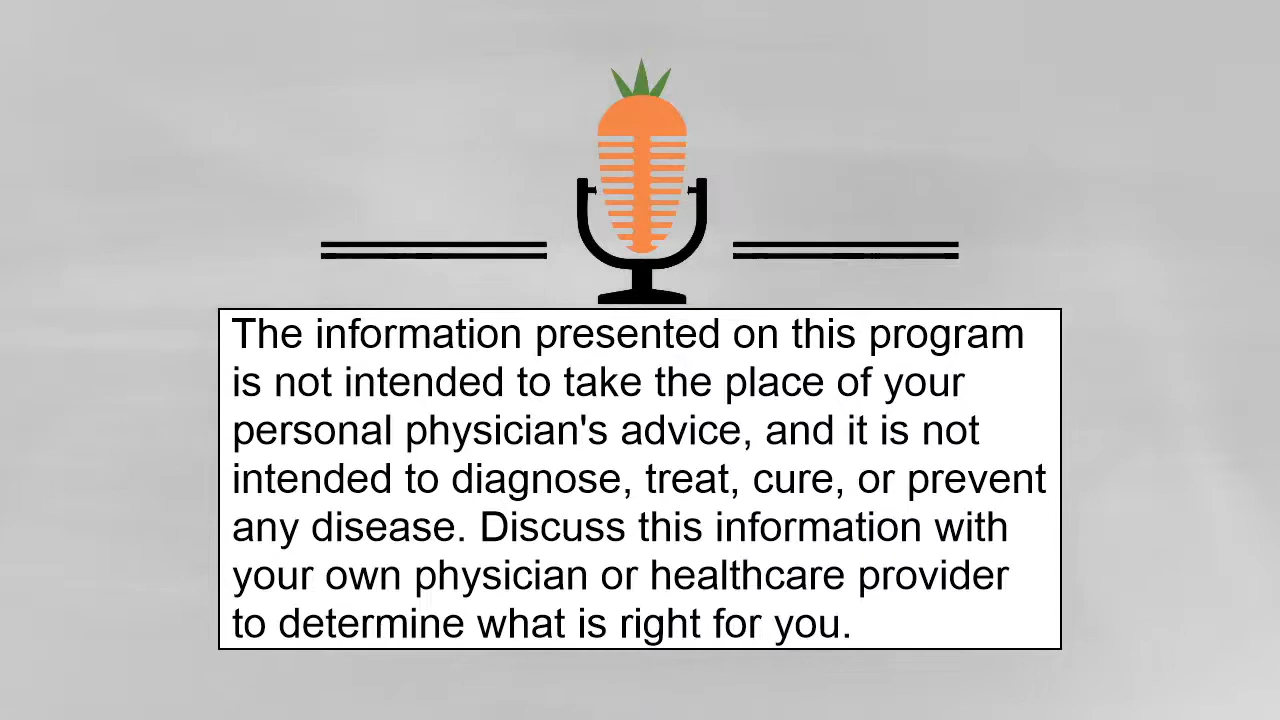 The information presented on this program
is not intended to take the place of your
personal physician's advice, and it is not
intended to diagnose, treat, cure, or prevent
any disease. Discuss this information with
your own physician or healthcare provider
to determine what is right for you.